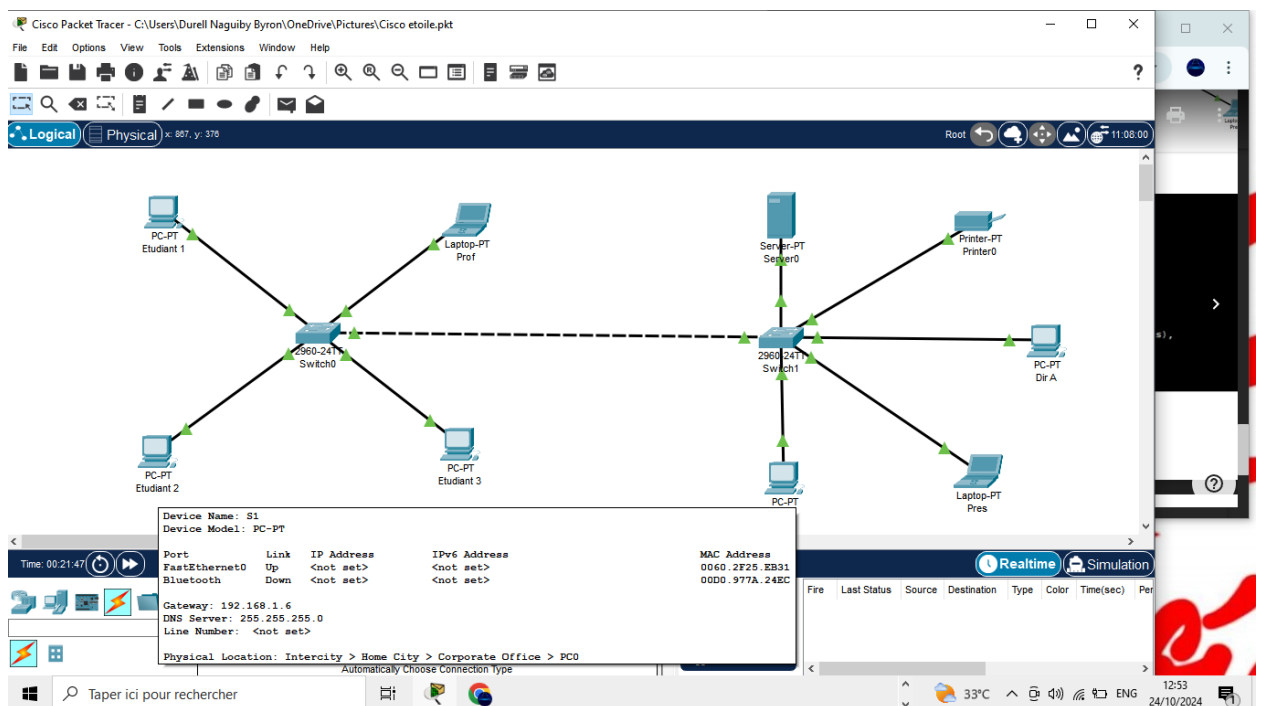 Cisco Packet Tracer - C:\Users\Durell Naguiby Byron\OneDrive\Pictures\Cisco etoile.pkt
File Edit Options View Tools Extensions Window Help
?
Logical Physical x: 867, y: 376 Root 11:08:00
PC-PT
Etudiant 1
Laptop-PT
Prof
Server-PT
Server0
Printer-PT
Printer0
2960-24TT
Switch0
2960-24TT
Switch1
PC-PT
Dir A
PC-PT
Etudiant 2
PC-PT
Etudiant 3
PC-PT
Laptop-PT
Pres
Device Name: S1
Device Model: PC-PT
Port Link IP Address IPv6 Address MAC Address
FastEthernet0 Up <not set> <not set> 0060.2F25.EB31
Bluetooth Down <not set> <not set> 00D0.977A.24EC
Gateway: 192.168.1.6
DNS Server: 255.255.255.0
Line Number: <not set>
Physical Location: Intercity > Home City > Corporate Office > PC0
Time: 00:21:47 Realtime Simulation
Fire Last Status Source Destination Type Color Time(sec) Per
Automatically Choose Connection Type
Taper ici pour rechercher 33°C ENG 12:53
24/10/2024